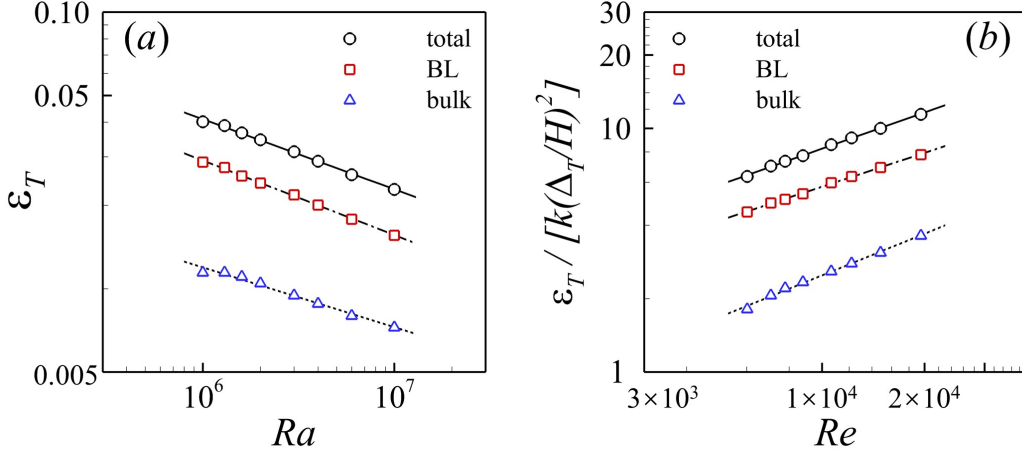 (a)
total
BL
bulk
0.10
0.05
0.005
ε_T
10^6
10^7
Ra
(b)
total
BL
bulk
30
20
10
1
ε_T / [k(Δ_T/H)^2]
3×10^3
1×10^4
2×10^4
Re